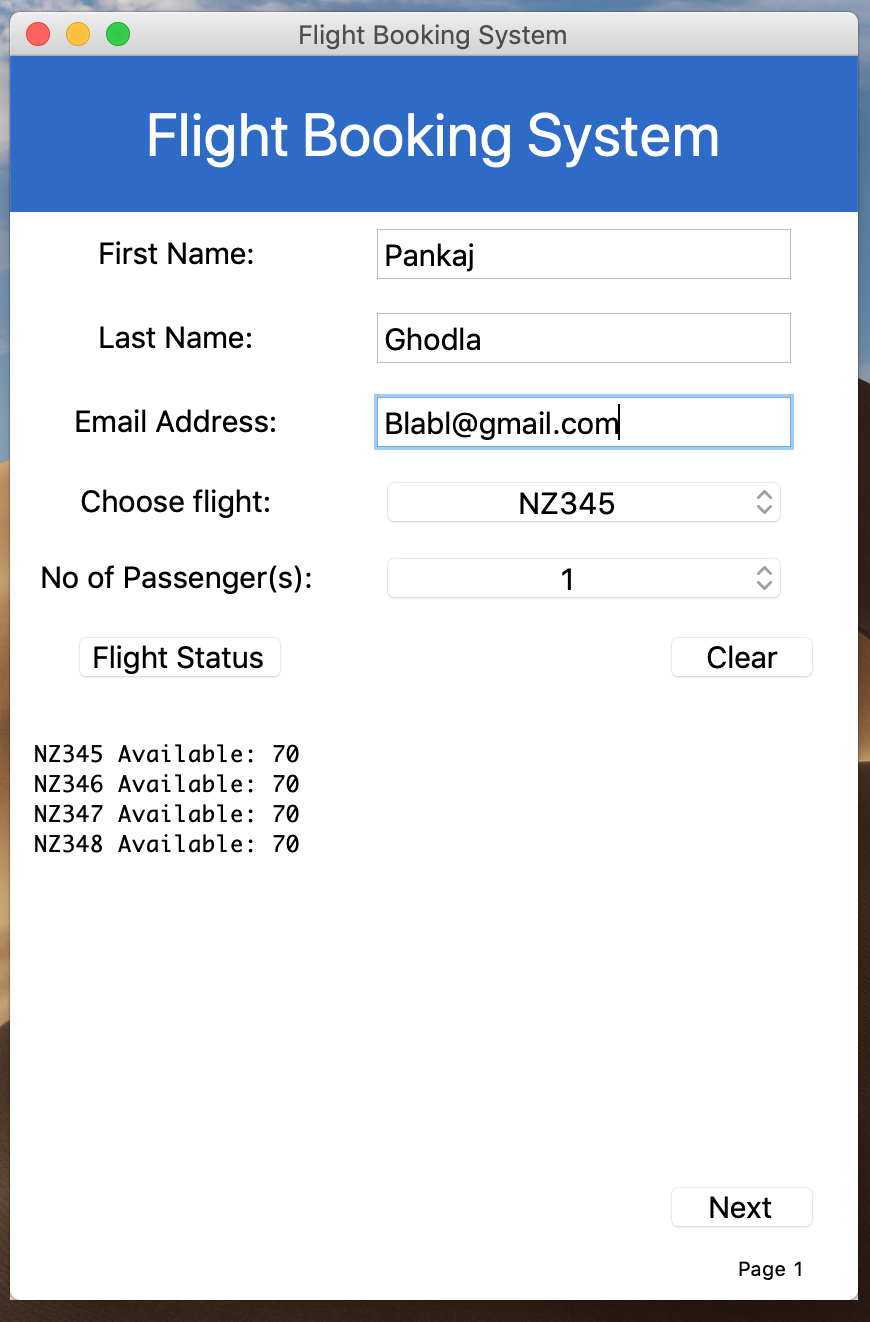 Flight Booking System
Flight Booking System
First Name: Pankaj
Last Name: Ghodla
Email Address: Blabl@gmail.com
Choose flight: NZ345
No of Passenger(s): 1
Flight Status Clear
NZ345 Available: 70
NZ346 Available: 70
NZ347 Available: 70
NZ348 Available: 70
Next
Page 1